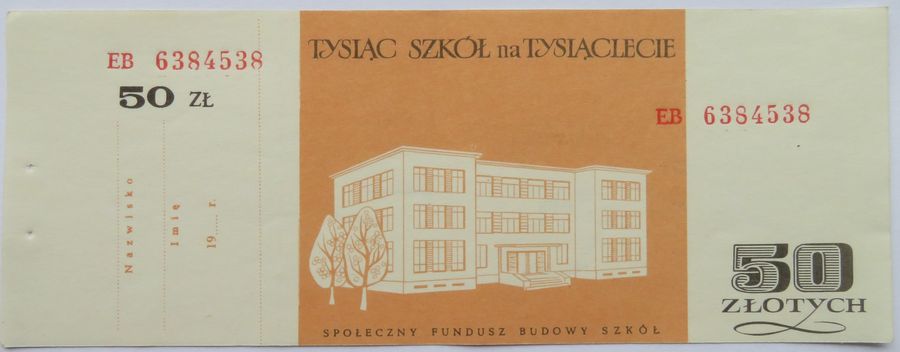 EB 6384538
50 ZŁ
Nazwisko
Imię
19..... r.
TYSIĄC SZKÓŁ na TYSIĄCLECIE
SPOŁECZNY FUNDUSZ BUDOWY SZKÓŁ
EB 6384538
50
ZŁOTYCH